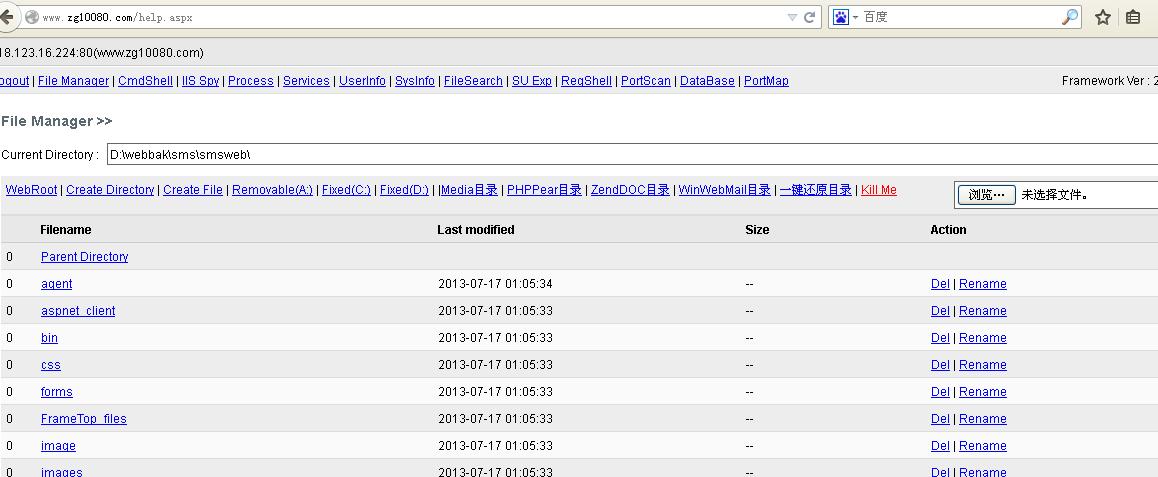 www.zg10080.com/help.aspx
百度
18.123.16.224:80(www.zg10080.com)
ogout | File Manager | CmdShell | IIS Spy | Process | Services | UserInfo | SysInfo | FileSearch | SU Exp | RegShell | PortScan | DataBase | PortMap
Framework Ver : 2
File Manager >>
Current Directory : D:\webbak\sms\smsweb\
WebRoot | Create Directory | Create File | Removable(A:) | Fixed(C:) | Fixed(D:) | Media目录 | PHPPear目录 | ZendDOC目录 | WinWebMail目录 | 一键还原目录 | Kill Me
浏览… 未选择文件。
Filename Last modified Size Action
0 Parent Directory
0 agent 2013-07-17 01:05:34 -- Del | Rename
0 aspnet_client 2013-07-17 01:05:33 -- Del | Rename
0 bin 2013-07-17 01:05:33 -- Del | Rename
0 css 2013-07-17 01:05:33 -- Del | Rename
0 forms 2013-07-17 01:05:33 -- Del | Rename
0 FrameTop_files 2013-07-17 01:05:33 -- Del | Rename
0 image 2013-07-17 01:05:33 -- Del | Rename
0 images 2013-07-17 01:05:33 -- Del | Rename